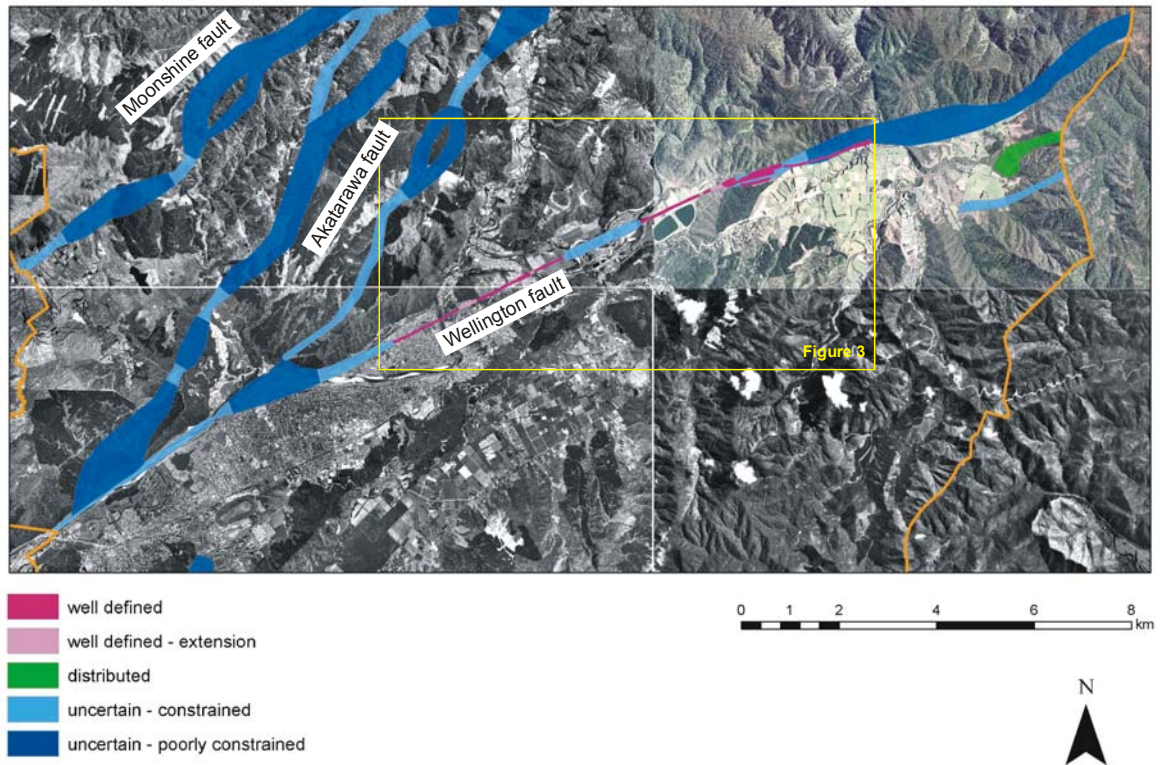 Moonshine fault
Akatarawa fault
Wellington fault
Figure 3
well defined
well defined - extension
distributed
uncertain - constrained
uncertain - poorly constrained
0 1 2 4 6 8
km
N